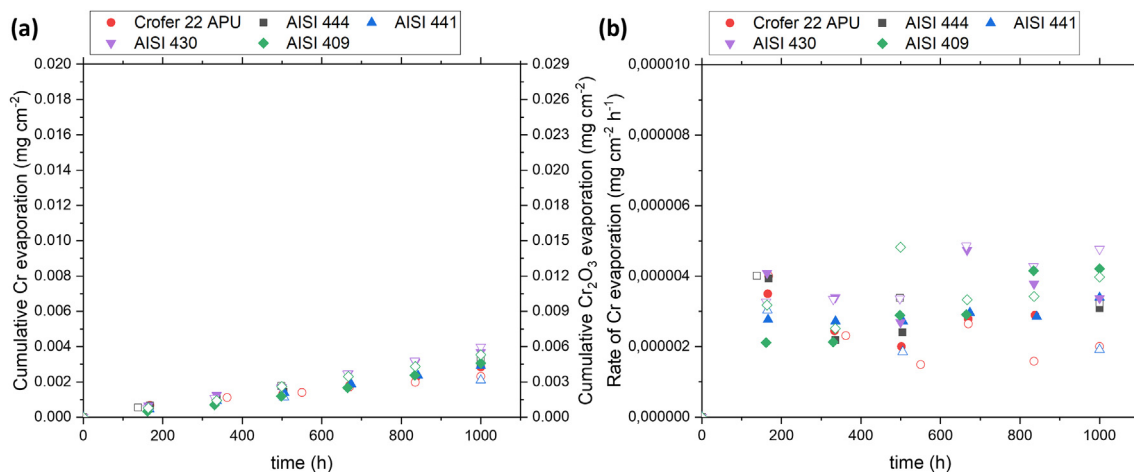 (a)
Crofer 22 APU AISI 444 AISI 441
AISI 430 AISI 409
0.020
0.018
0.016
0.014
0.012
0.010
0.008
0.006
0.004
0.002
0.000
Cumulative Cr evaporation (mg cm⁻²)
0.029
0.026
0.023
0.020
0.018
0.015
0.012
0.009
0.006
0.003
0.000
Cumulative Cr₂O₃ evaporation (mg cm⁻²)
0 200 400 600 800 1000
time (h)
(b)
Crofer 22 APU AISI 444 AISI 441
AISI 430 AISI 409
0,000010
0,000008
0,000006
0,000004
0,000002
0,000000
Rate of Cr evaporation (mg cm⁻² h⁻¹)
0 200 400 600 800 1000
time (h)